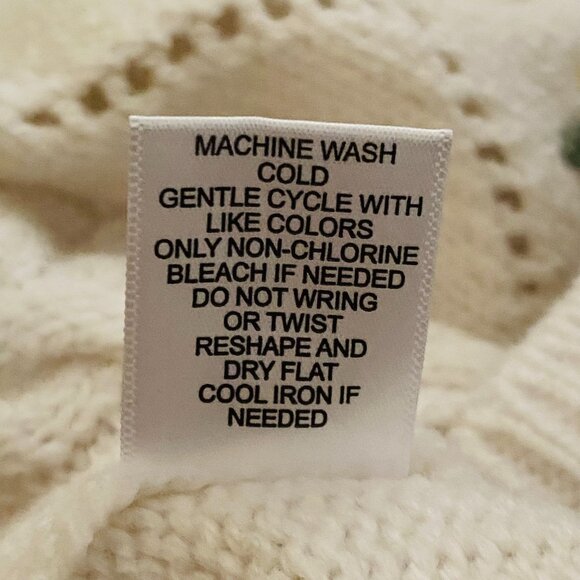 MACHINE WASH
COLD
GENTLE CYCLE WITH
LIKE COLORS
ONLY NON-CHLORINE
BLEACH IF NEEDED
DO NOT WRING
OR TWIST
RESHAPE AND
DRY FLAT
COOL IRON IF
NEEDED